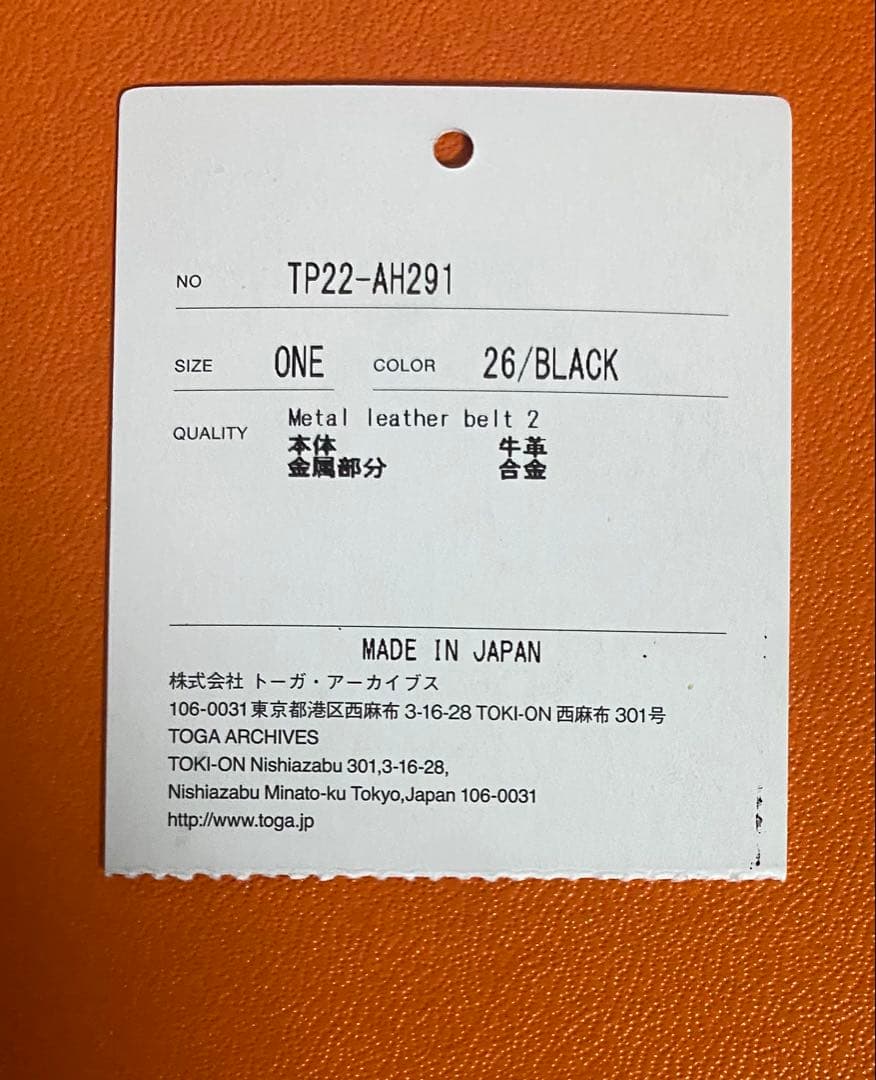 NO TP22-AH291
SIZE ONE COLOR 26/BLACK
QUALITY Metal leather belt 2
本体 牛革
金属部分 合金
MADE IN JAPAN
株式会社 トーガ・アーカイブス
106-0031東京都港区西麻布 3-16-28 TOKI-ON 西麻布 301号
TOGA ARCHIVES
TOKI-ON Nishiazabu 301,3-16-28,
Nishiazabu Minato-ku Tokyo,Japan 106-0031
http://www.toga.jp